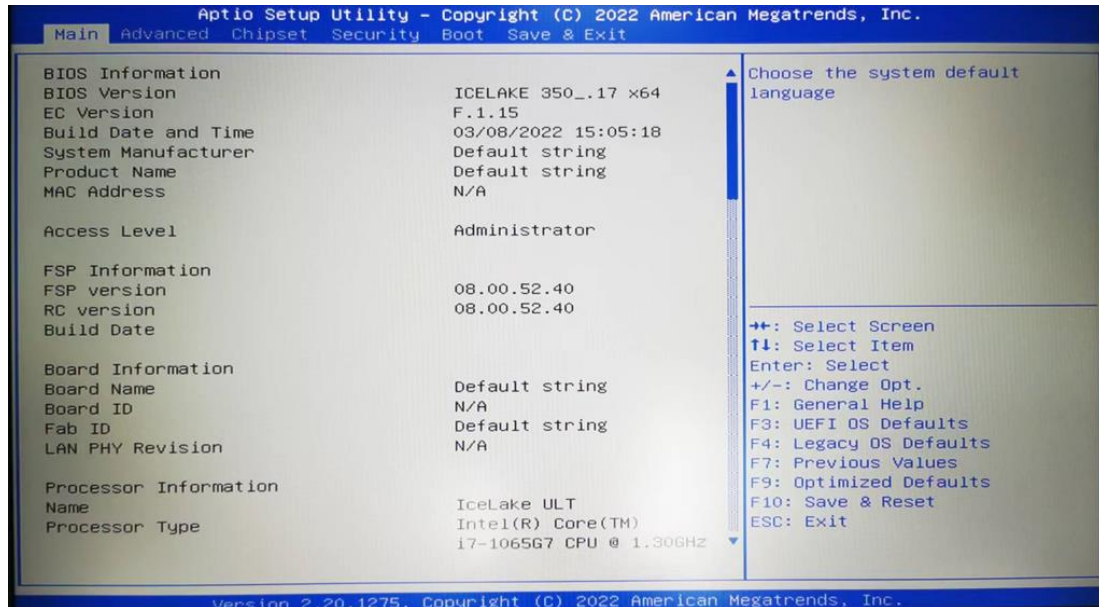 Aptio Setup Utility – Copyright (C) 2022 American Megatrends, Inc.
Main Advanced Chipset Security Boot Save & Exit
BIOS Information
BIOS Version ICELAKE 350_.17 x64
EC Version F.1.15
Build Date and Time 03/08/2022 15:05:18
System Manufacturer Default string
Product Name Default string
MAC Address N/A
Access Level Administrator
FSP Information
FSP version 08.00.52.40
RC version 08.00.52.40
Build Date
Board Information
Board Name Default string
Board ID N/A
Fab ID Default string
LAN PHY Revision N/A
Processor Information
Name IceLake ULT
Processor Type Intel(R) Core(TM)
i7-1065G7 CPU @ 1.30GHz
Choose the system default
language
→←: Select Screen
↑↓: Select Item
Enter: Select
+/-: Change Opt.
F1: General Help
F3: UEFI OS Defaults
F4: Legacy OS Defaults
F7: Previous Values
F9: Optimized Defaults
F10: Save & Reset
ESC: Exit
Version 2.20.1275. Copyright (C) 2022 American Megatrends, Inc.